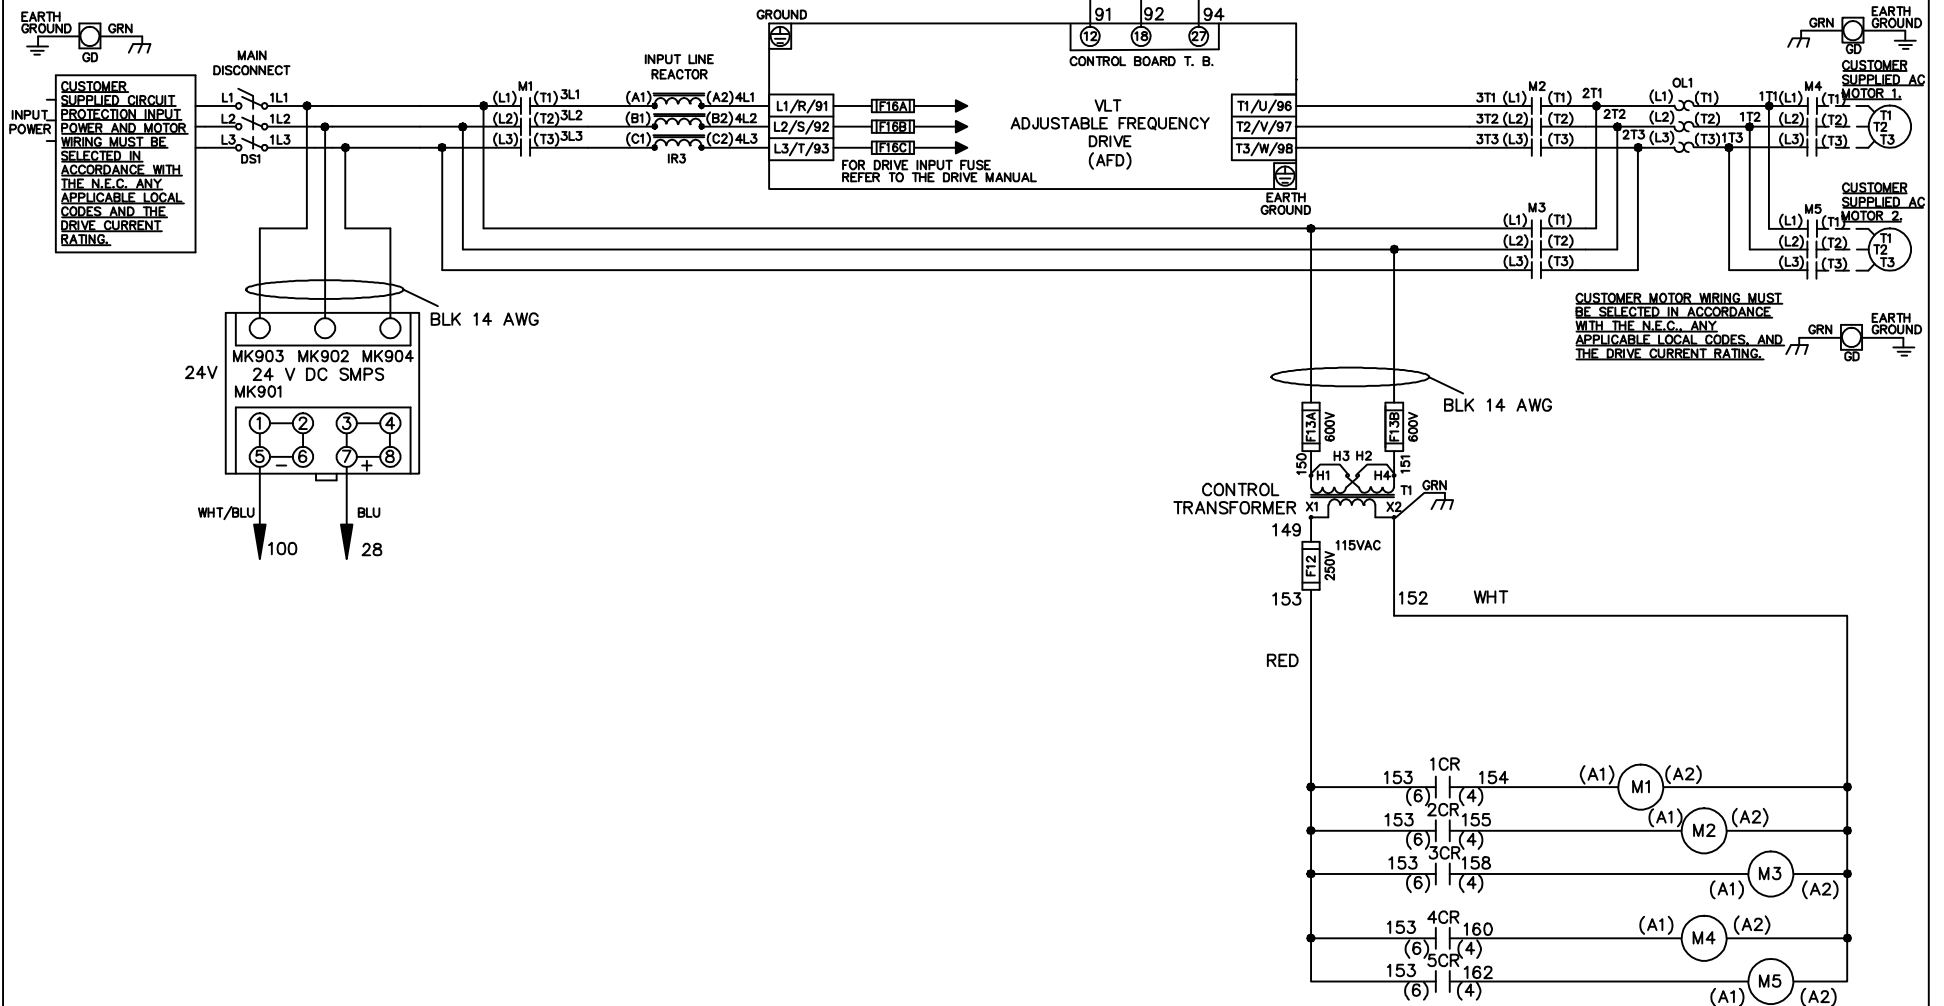 EARTH
GROUND
GRN
GD
MAIN
DISCONNECT
INPUT
POWER
CUSTOMER
SUPPLIED CIRCUIT
PROTECTION INPUT
POWER AND MOTOR
WIRING MUST BE
SELECTED IN
ACCORDANCE WITH
THE N.E.C. ANY
APPLICABLE LOCAL
CODES AND THE
DRIVE CURRENT
RATING.
L1 1L1
L2 1L2
L3 1L3
DS1
M1
(L1) (T1) 3L1
(L2) (T2) 3L2
(L3) (T3) 3L3
INPUT LINE
REACTOR
(A1) (A2) 4L1
(B1) (B2) 4L2
(C1) (C2) 4L3
IR3
GROUND
L1/R/91
L2/S/92
L3/T/93
F16A
F16B
F16C
FOR DRIVE INPUT FUSE
REFER TO THE DRIVE MANUAL
91 92 94
12 18 27
CONTROL BOARD T. B.
VLT
ADJUSTABLE FREQUENCY
DRIVE
(AFD)
T1/U/96
T2/V/97
T3/W/98
EARTH
GROUND
M2
3T1 (L1) (T1) 2T1
3T2 (L2) (T2) 2T2
3T3 (L3) (T3) 2T3
M3
(L1) (T1)
(L2) (T2)
(L3) (T3)
OL1
(L1) (T1) 1T1
(L2) (T2) 1T2
(L3) (T3) 1T3
GRN
EARTH
GROUND
GD
CUSTOMER
SUPPLIED AC
MOTOR 1.
M4
(L1) (T1)
(L2) (T2)
(L3) (T3)
T1
T2
T3
CUSTOMER
SUPPLIED AC
MOTOR 2.
M5
(L1) (T1)
(L2) (T2)
(L3) (T3)
T1
T2
T3
CUSTOMER MOTOR WIRING MUST
BE SELECTED IN ACCORDANCE
WITH THE N.E.C., ANY
APPLICABLE LOCAL CODES, AND
THE DRIVE CURRENT RATING.
GRN
EARTH
GROUND
GD
BLK 14 AWG
MK903 MK902 MK904
24V
24 V DC SMPS
MK901
1 2 3 4
5 − 6 7 + 8
WHT/BLU
BLU
100
28
BLK 14 AWG
F13A
600V
F13B
600V
150
151
H3 H2
H1 H4
T1
GRN
CONTROL
TRANSFORMER
X1 X2
149
115VAC
F12
250V
153
152
WHT
RED
1CR
153 154
(6) (4)
(A1) M1 (A2)
2CR
153 155
(6) (4)
(A1) M2 (A2)
3CR
153 158
(6) (4)
(A1) M3 (A2)
4CR
153 160
(6) (4)
(A1) M4 (A2)
5CR
153 162
(6) (4)
(A1) M5 (A2)